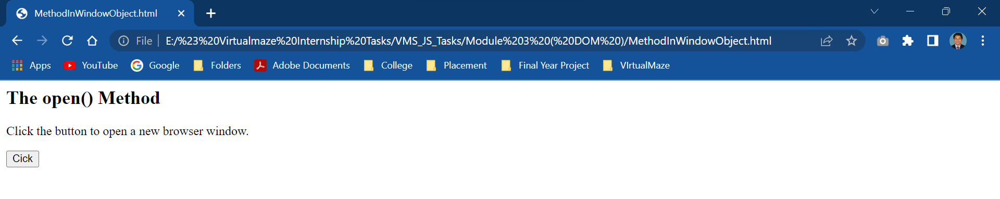 MethodInWindowObject.html
File E:/%23%20Virtualmaze%20Internship%20Tasks/VMS_JS_Tasks/Module%203%20(%20DOM%20)/MethodInWindowObject.html
Apps YouTube Google Folders Adobe Documents College Placement Final Year Project VIrtualMaze
The open() Method
Click the button to open a new browser window.
Cick